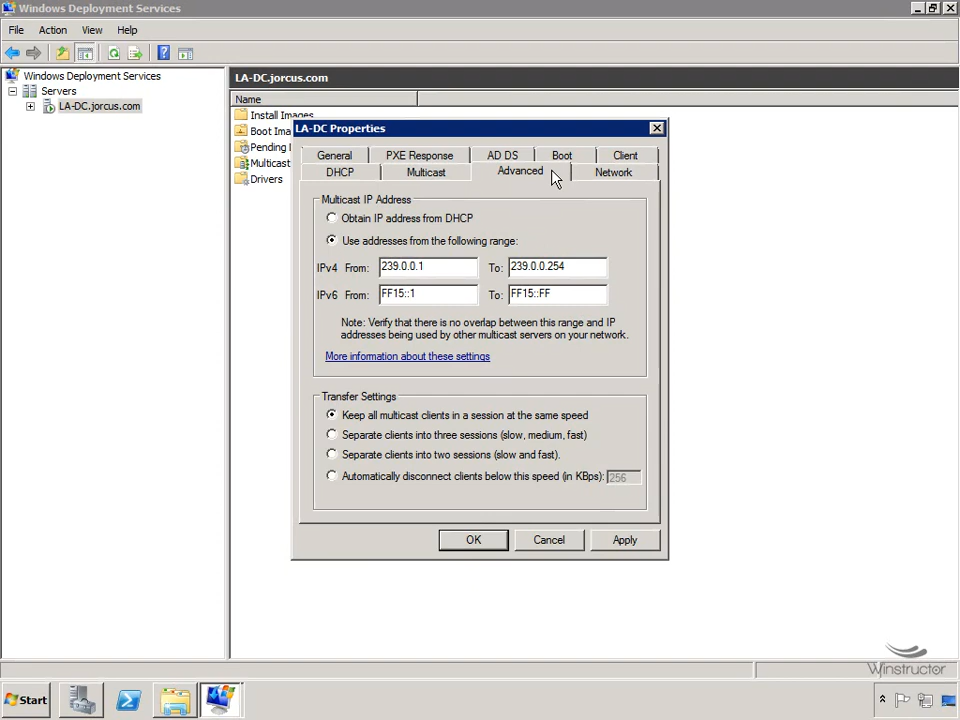 Windows Deployment Services
File Action View Help
Windows Deployment Services
Servers
LA-DC.jorcus.com
LA-DC.jorcus.com
Name
Install Images
Boot Ima
Pending
Multicast
Drivers
LA-DC Properties
General PXE Response AD DS Boot Client
DHCP Multicast Advanced Network
Multicast IP Address
Obtain IP address from DHCP
Use addresses from the following range:
IPv4 From: 239.0.0.1 To: 239.0.0.254
IPv6 From: FF15::1 To: FF15::FF
Note: Verify that there is no overlap between this range and IP
addresses being used by other multicast servers on your network.
More information about these settings
Transfer Settings
Keep all multicast clients in a session at the same speed
Separate clients into three sessions (slow, medium, fast)
Separate clients into two sessions (slow and fast).
Automatically disconnect clients below this speed (in KBps): 256
OK Cancel Apply
Winstructor
Start